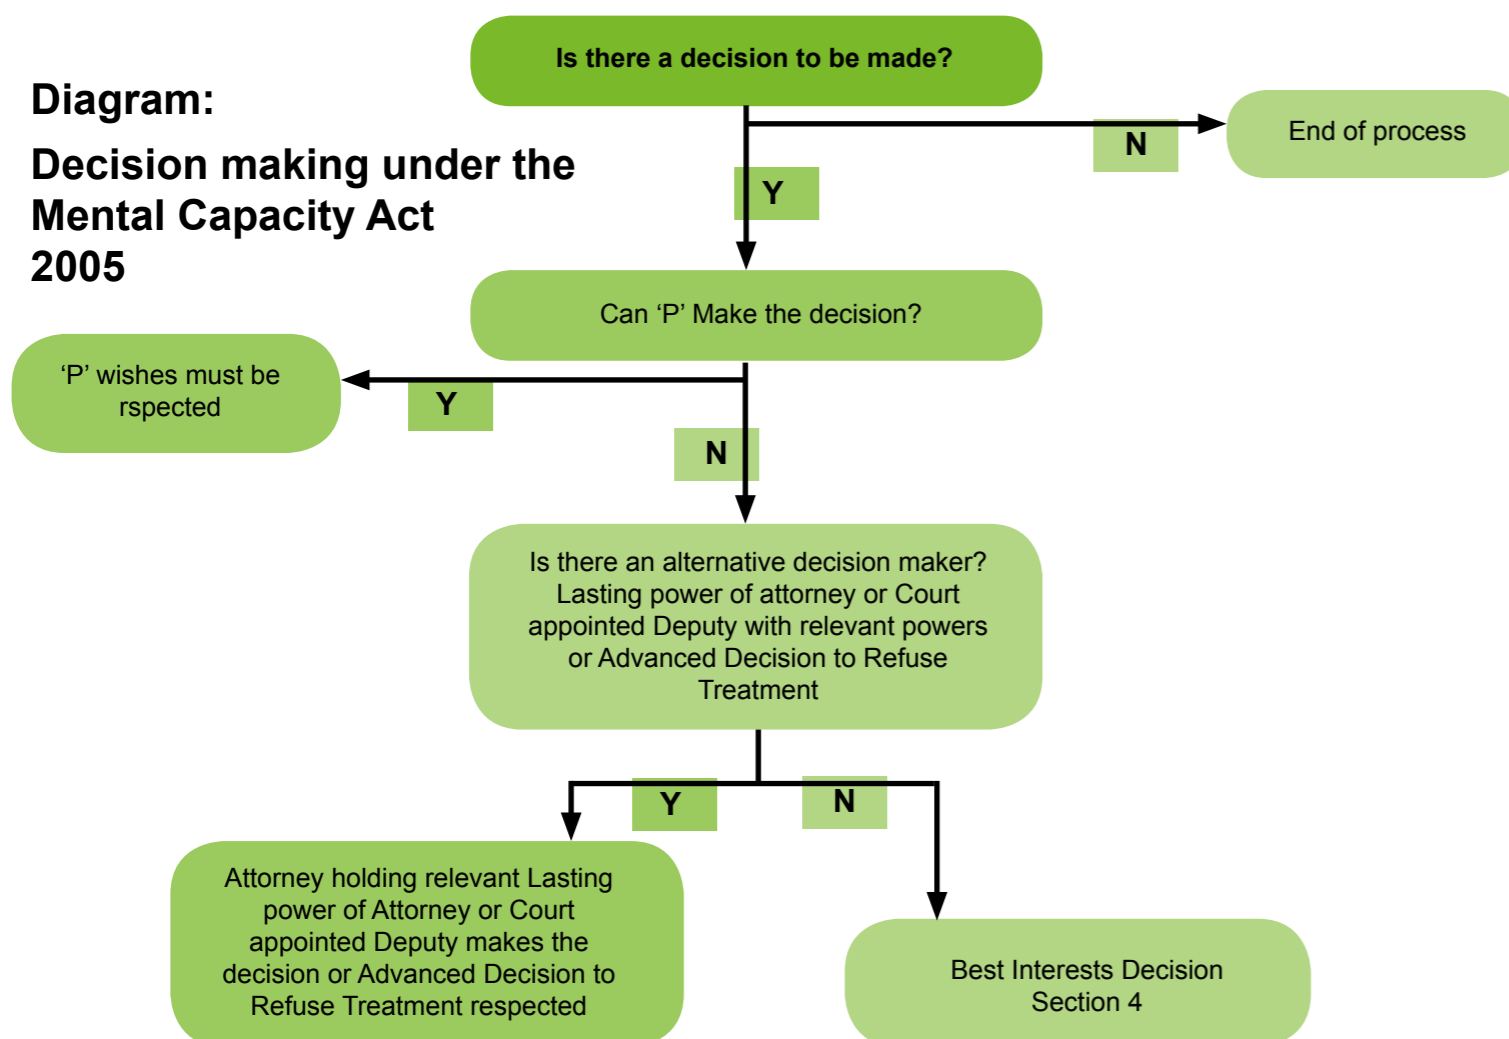 Is there a decision to be made?
Diagram:
Decision making under the
Mental Capacity Act
2005
N
End of process
Y
Can ‘P’ Make the decision?
‘P’ wishes must be
rspected
Y
N
Is there an alternative decision maker?
Lasting power of attorney or Court
appointed Deputy with relevant powers
or Advanced Decision to Refuse
Treatment
Y
N
Attorney holding relevant Lasting
power of Attorney or Court
appointed Deputy makes the
decision or Advanced Decision to
Refuse Treatment respected
Best Interests Decision
Section 4